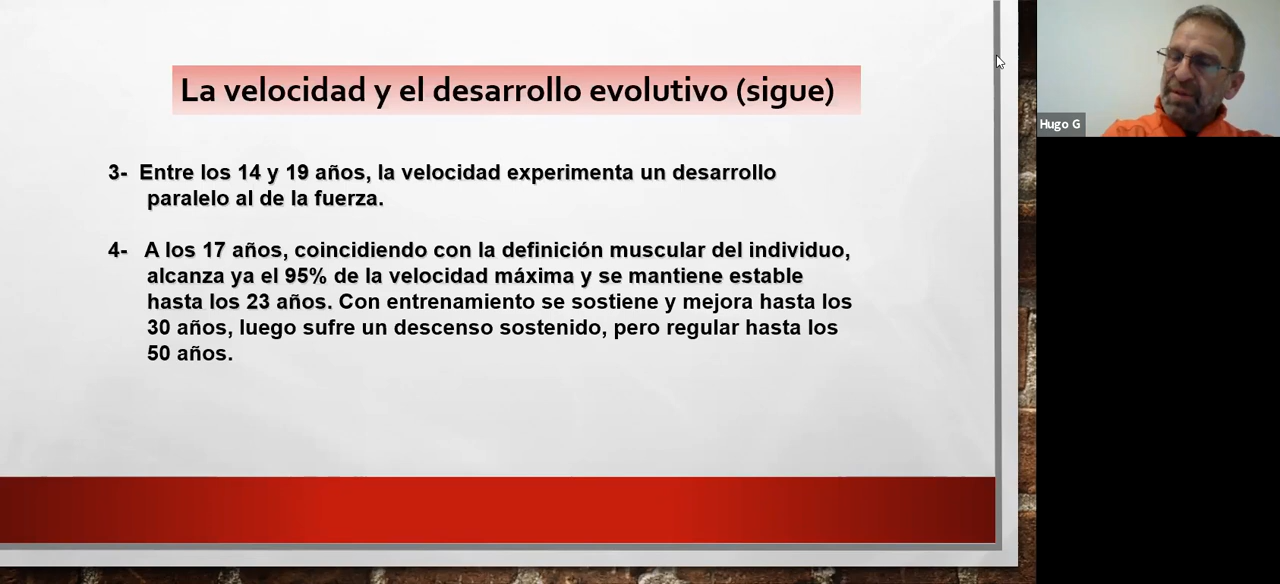 La velocidad y el desarrollo evolutivo (sigue)
3- Entre los 14 y 19 años, la velocidad experimenta un desarrollo
paralelo al de la fuerza.
4- A los 17 años, coincidiendo con la definición muscular del individuo,
alcanza ya el 95% de la velocidad máxima y se mantiene estable
hasta los 23 años. Con entrenamiento se sostiene y mejora hasta los
30 años, luego sufre un descenso sostenido, pero regular hasta los
50 años.
Hugo G